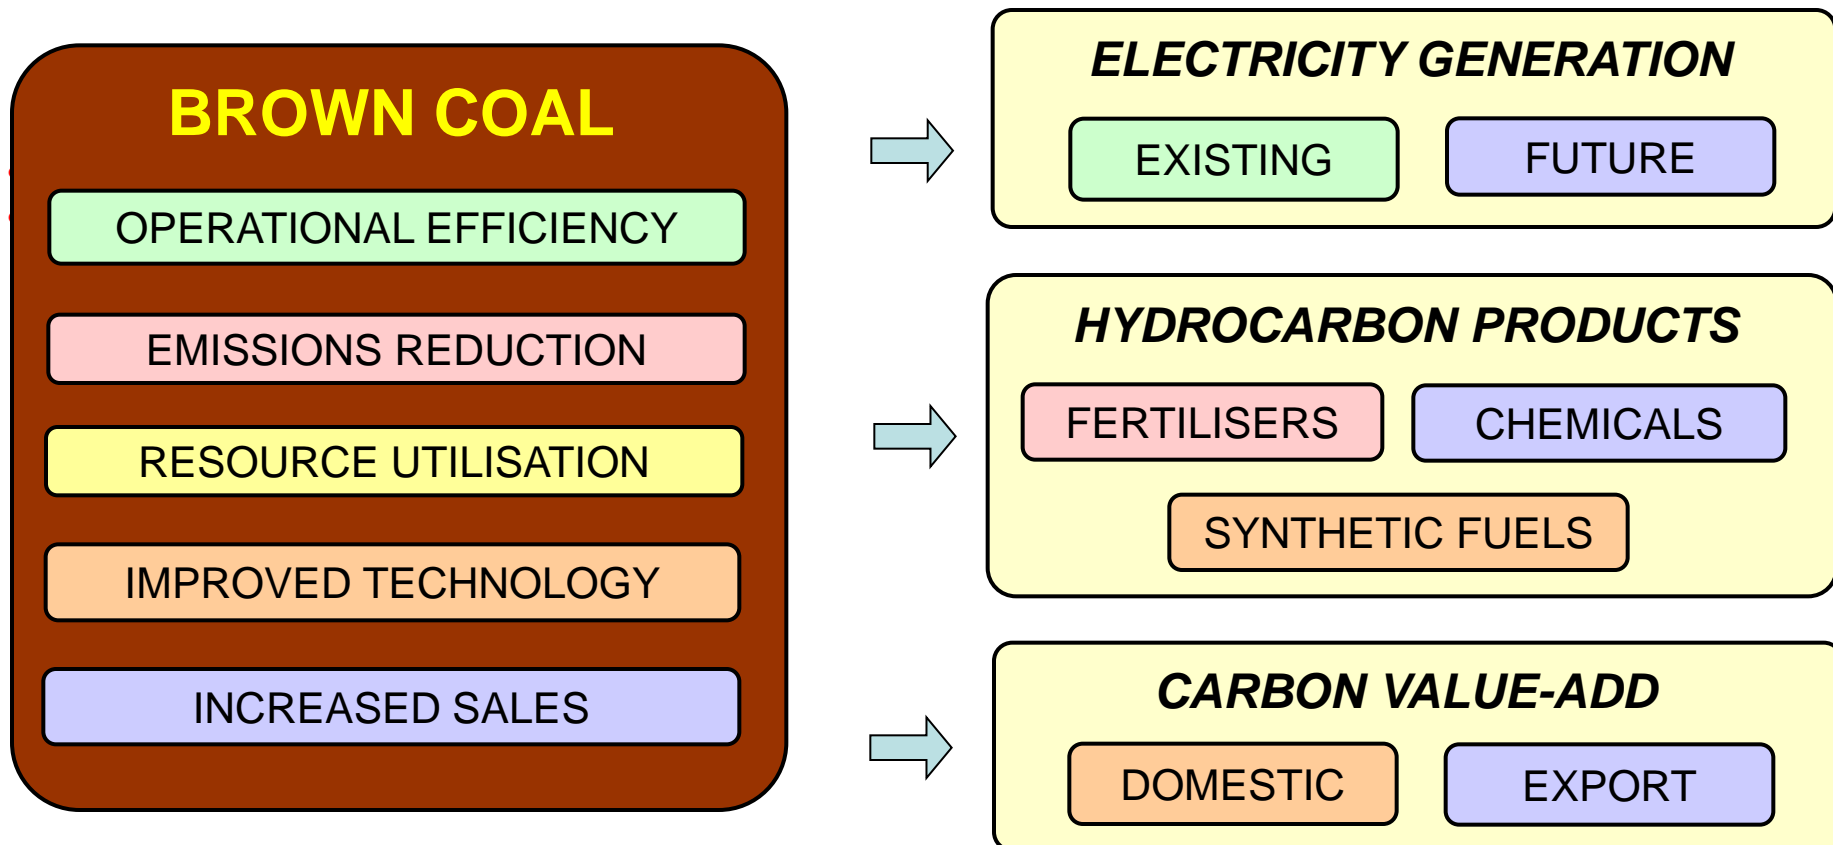 BROWN COAL
OPERATIONAL EFFICIENCY
EMISSIONS REDUCTION
RESOURCE UTILISATION
IMPROVED TECHNOLOGY
INCREASED SALES
ELECTRICITY GENERATION
EXISTING FUTURE
HYDROCARBON PRODUCTS
FERTILISERS CHEMICALS
SYNTHETIC FUELS
CARBON VALUE-ADD
DOMESTIC EXPORT